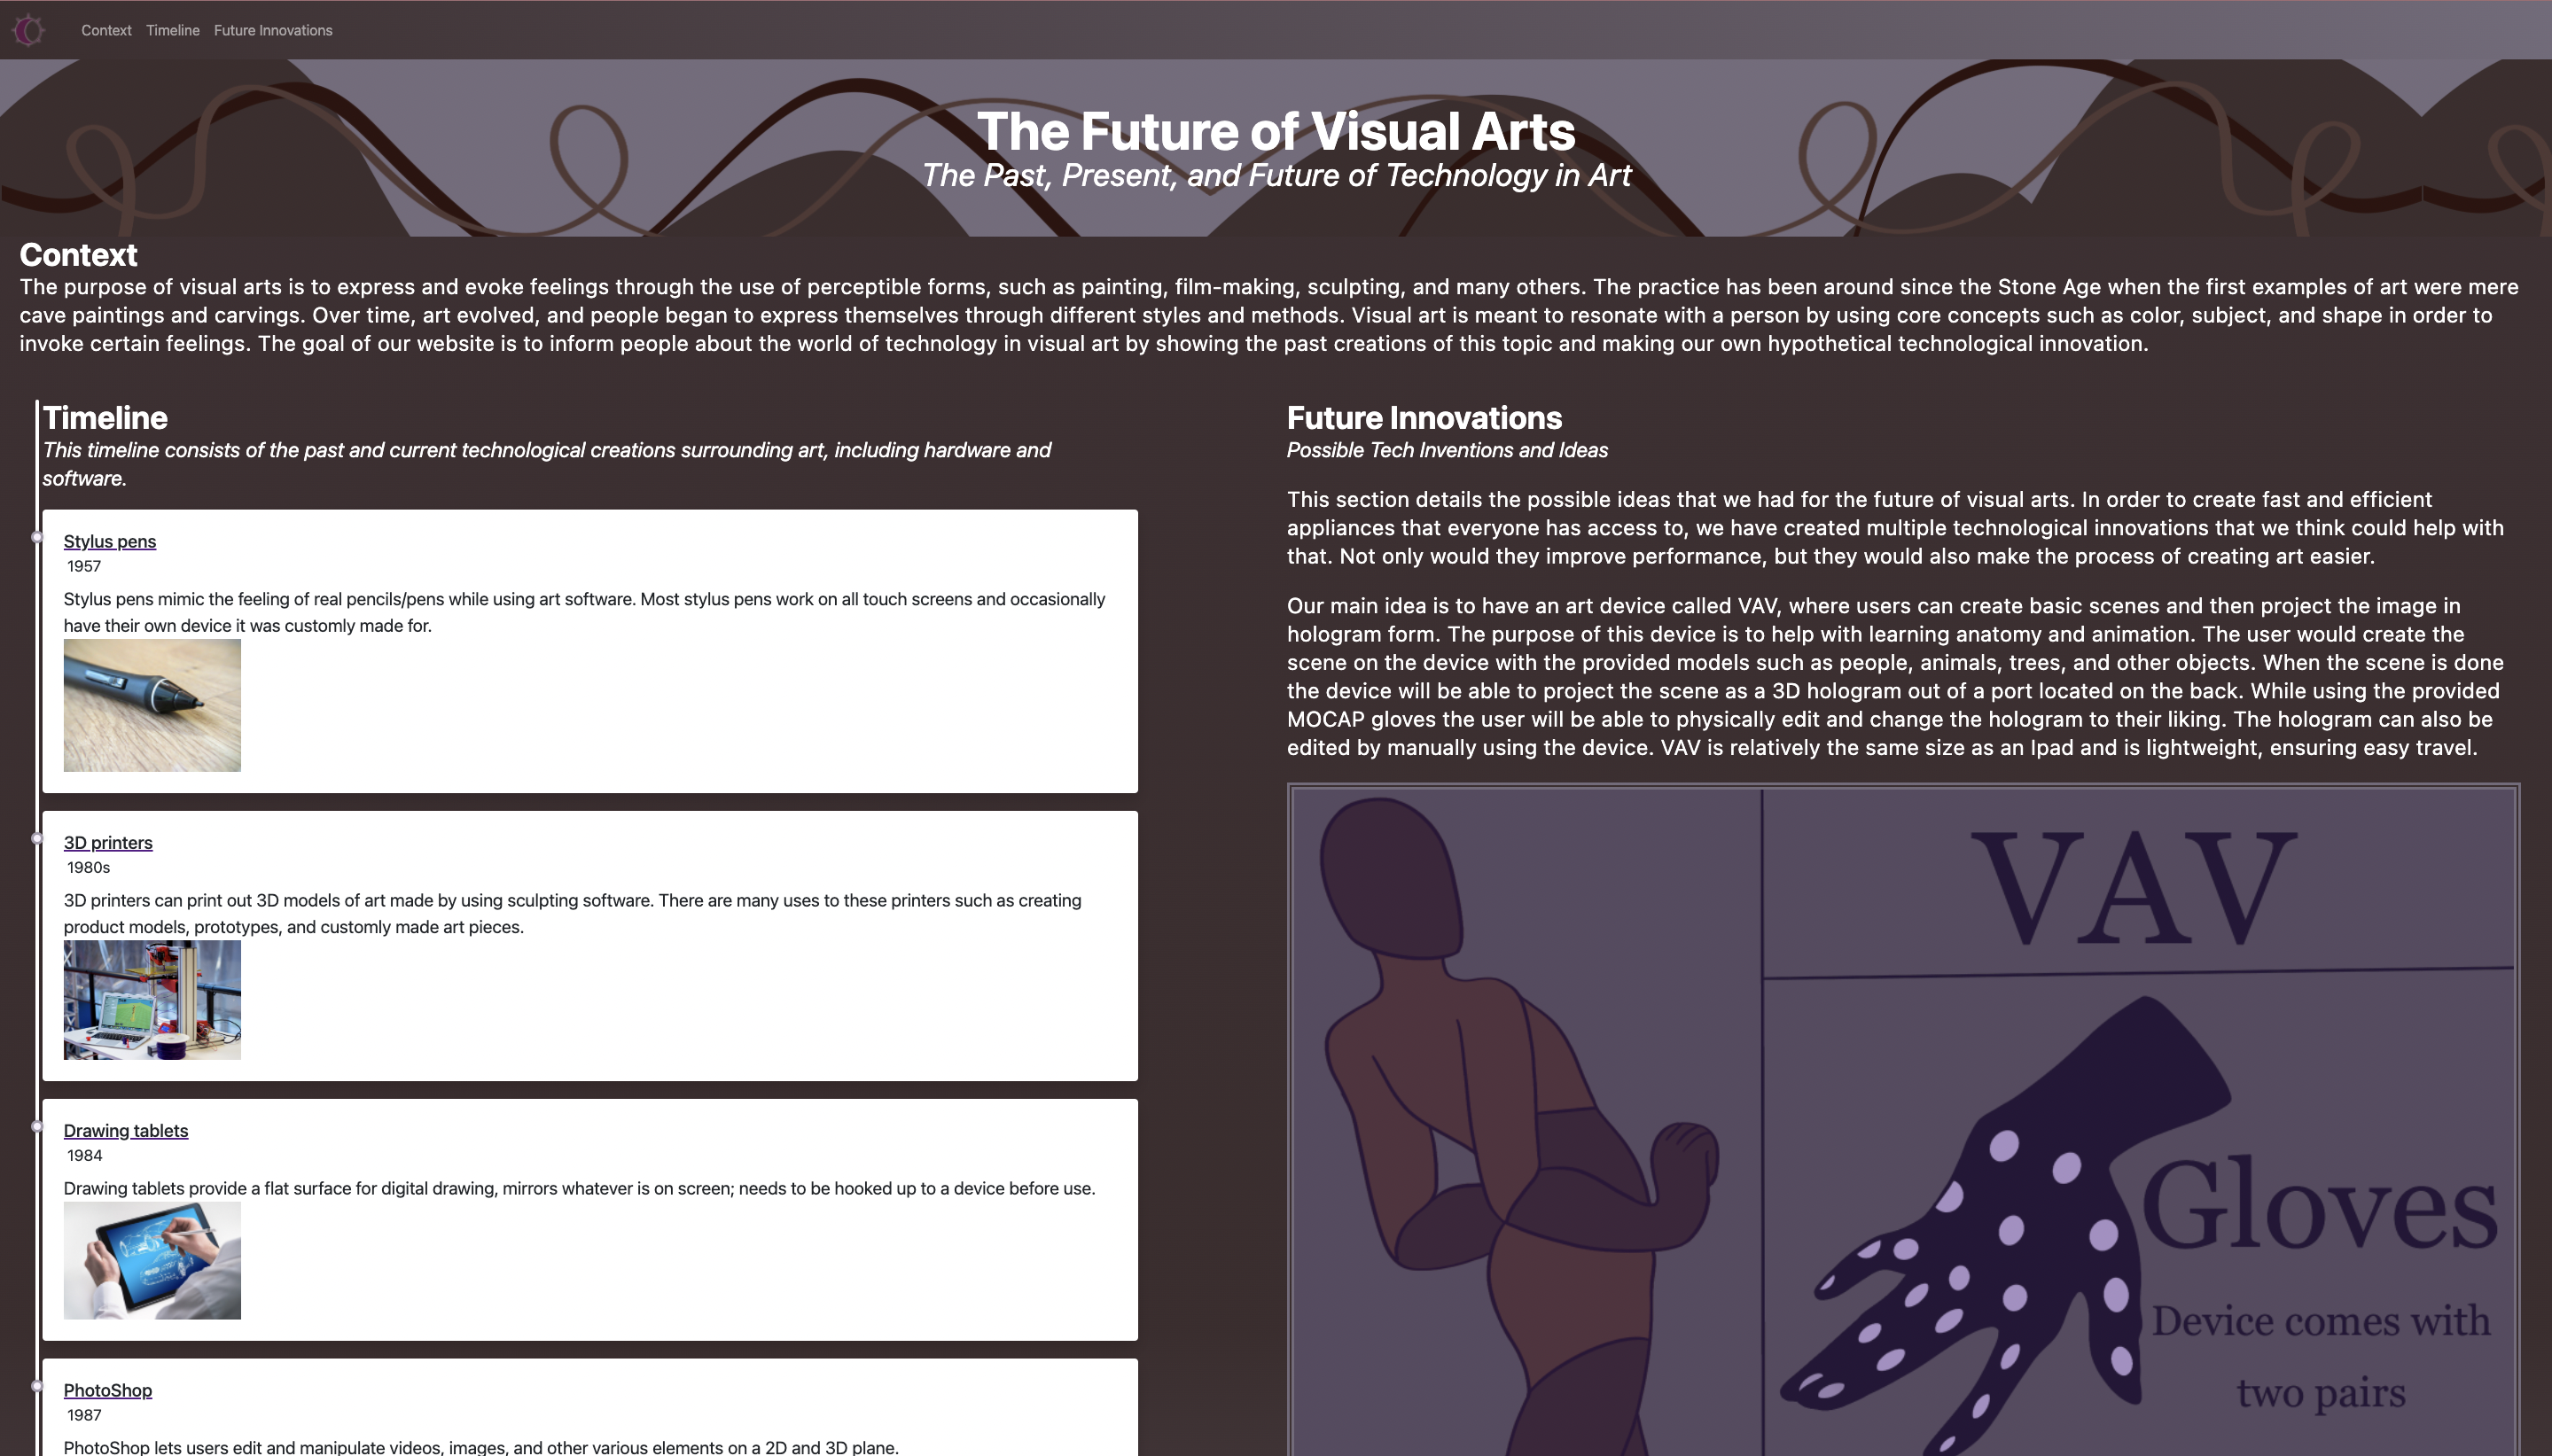 Context Timeline Future Innovations
The Future of Visual Arts
The Past, Present, and Future of Technology in Art
Context
The purpose of visual arts is to express and evoke feelings through the use of perceptible forms, such as painting, film-making, sculpting, and many others. The practice has been around since the Stone Age when the first examples of art were mere
cave paintings and carvings. Over time, art evolved, and people began to express themselves through different styles and methods. Visual art is meant to resonate with a person by using core concepts such as color, subject, and shape in order to
invoke certain feelings. The goal of our website is to inform people about the world of technology in visual art by showing the past creations of this topic and making our own hypothetical technological innovation.
Timeline
This timeline consists of the past and current technological creations surrounding art, including hardware and
software.
Stylus pens
1957
Stylus pens mimic the feeling of real pencils/pens while using art software. Most stylus pens work on all touch screens and occasionally
have their own device it was customly made for.
3D printers
1980s
3D printers can print out 3D models of art made by using sculpting software. There are many uses to these printers such as creating
product models, prototypes, and customly made art pieces.
Drawing tablets
1984
Drawing tablets provide a flat surface for digital drawing, mirrors whatever is on screen; needs to be hooked up to a device before use.
PhotoShop
1987
PhotoShop lets users edit and manipulate videos, images, and other various elements on a 2D and 3D plane.
Future Innovations
Possible Tech Inventions and Ideas
This section details the possible ideas that we had for the future of visual arts. In order to create fast and efficient
appliances that everyone has access to, we have created multiple technological innovations that we think could help with
that. Not only would they improve performance, but they would also make the process of creating art easier.
Our main idea is to have an art device called VAV, where users can create basic scenes and then project the image in
hologram form. The purpose of this device is to help with learning anatomy and animation. The user would create the
scene on the device with the provided models such as people, animals, trees, and other objects. When the scene is done
the device will be able to project the scene as a 3D hologram out of a port located on the back. While using the provided
MOCAP gloves the user will be able to physically edit and change the hologram to their liking. The hologram can also be
edited by manually using the device. VAV is relatively the same size as an Ipad and is lightweight, ensuring easy travel.
VAV
Gloves
Device comes with
two pairs